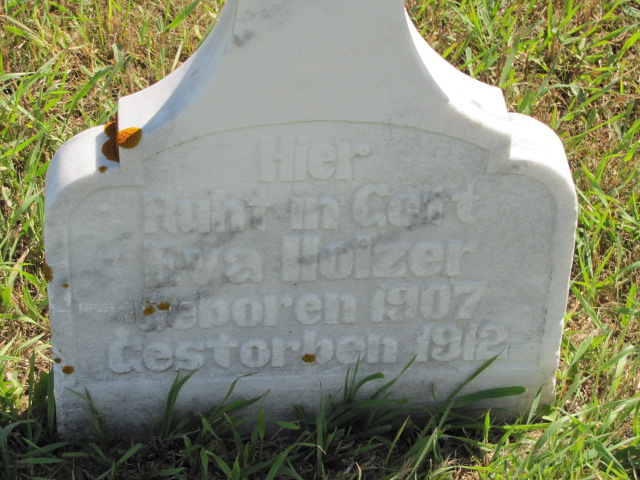 Hier
Ruht in Gott
Eva Holzer
Geboren 1907
Gestorben 1912